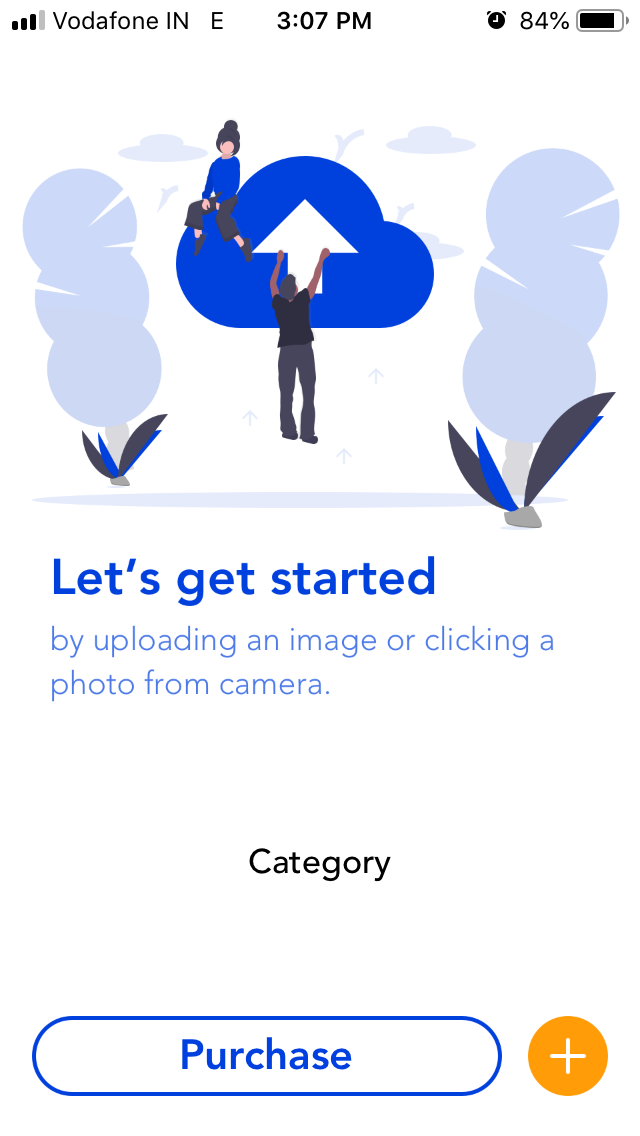 Vodafone IN E 3:07 PM 84%
Let’s get started
by uploading an image or clicking a
photo from camera.
Category
Purchase